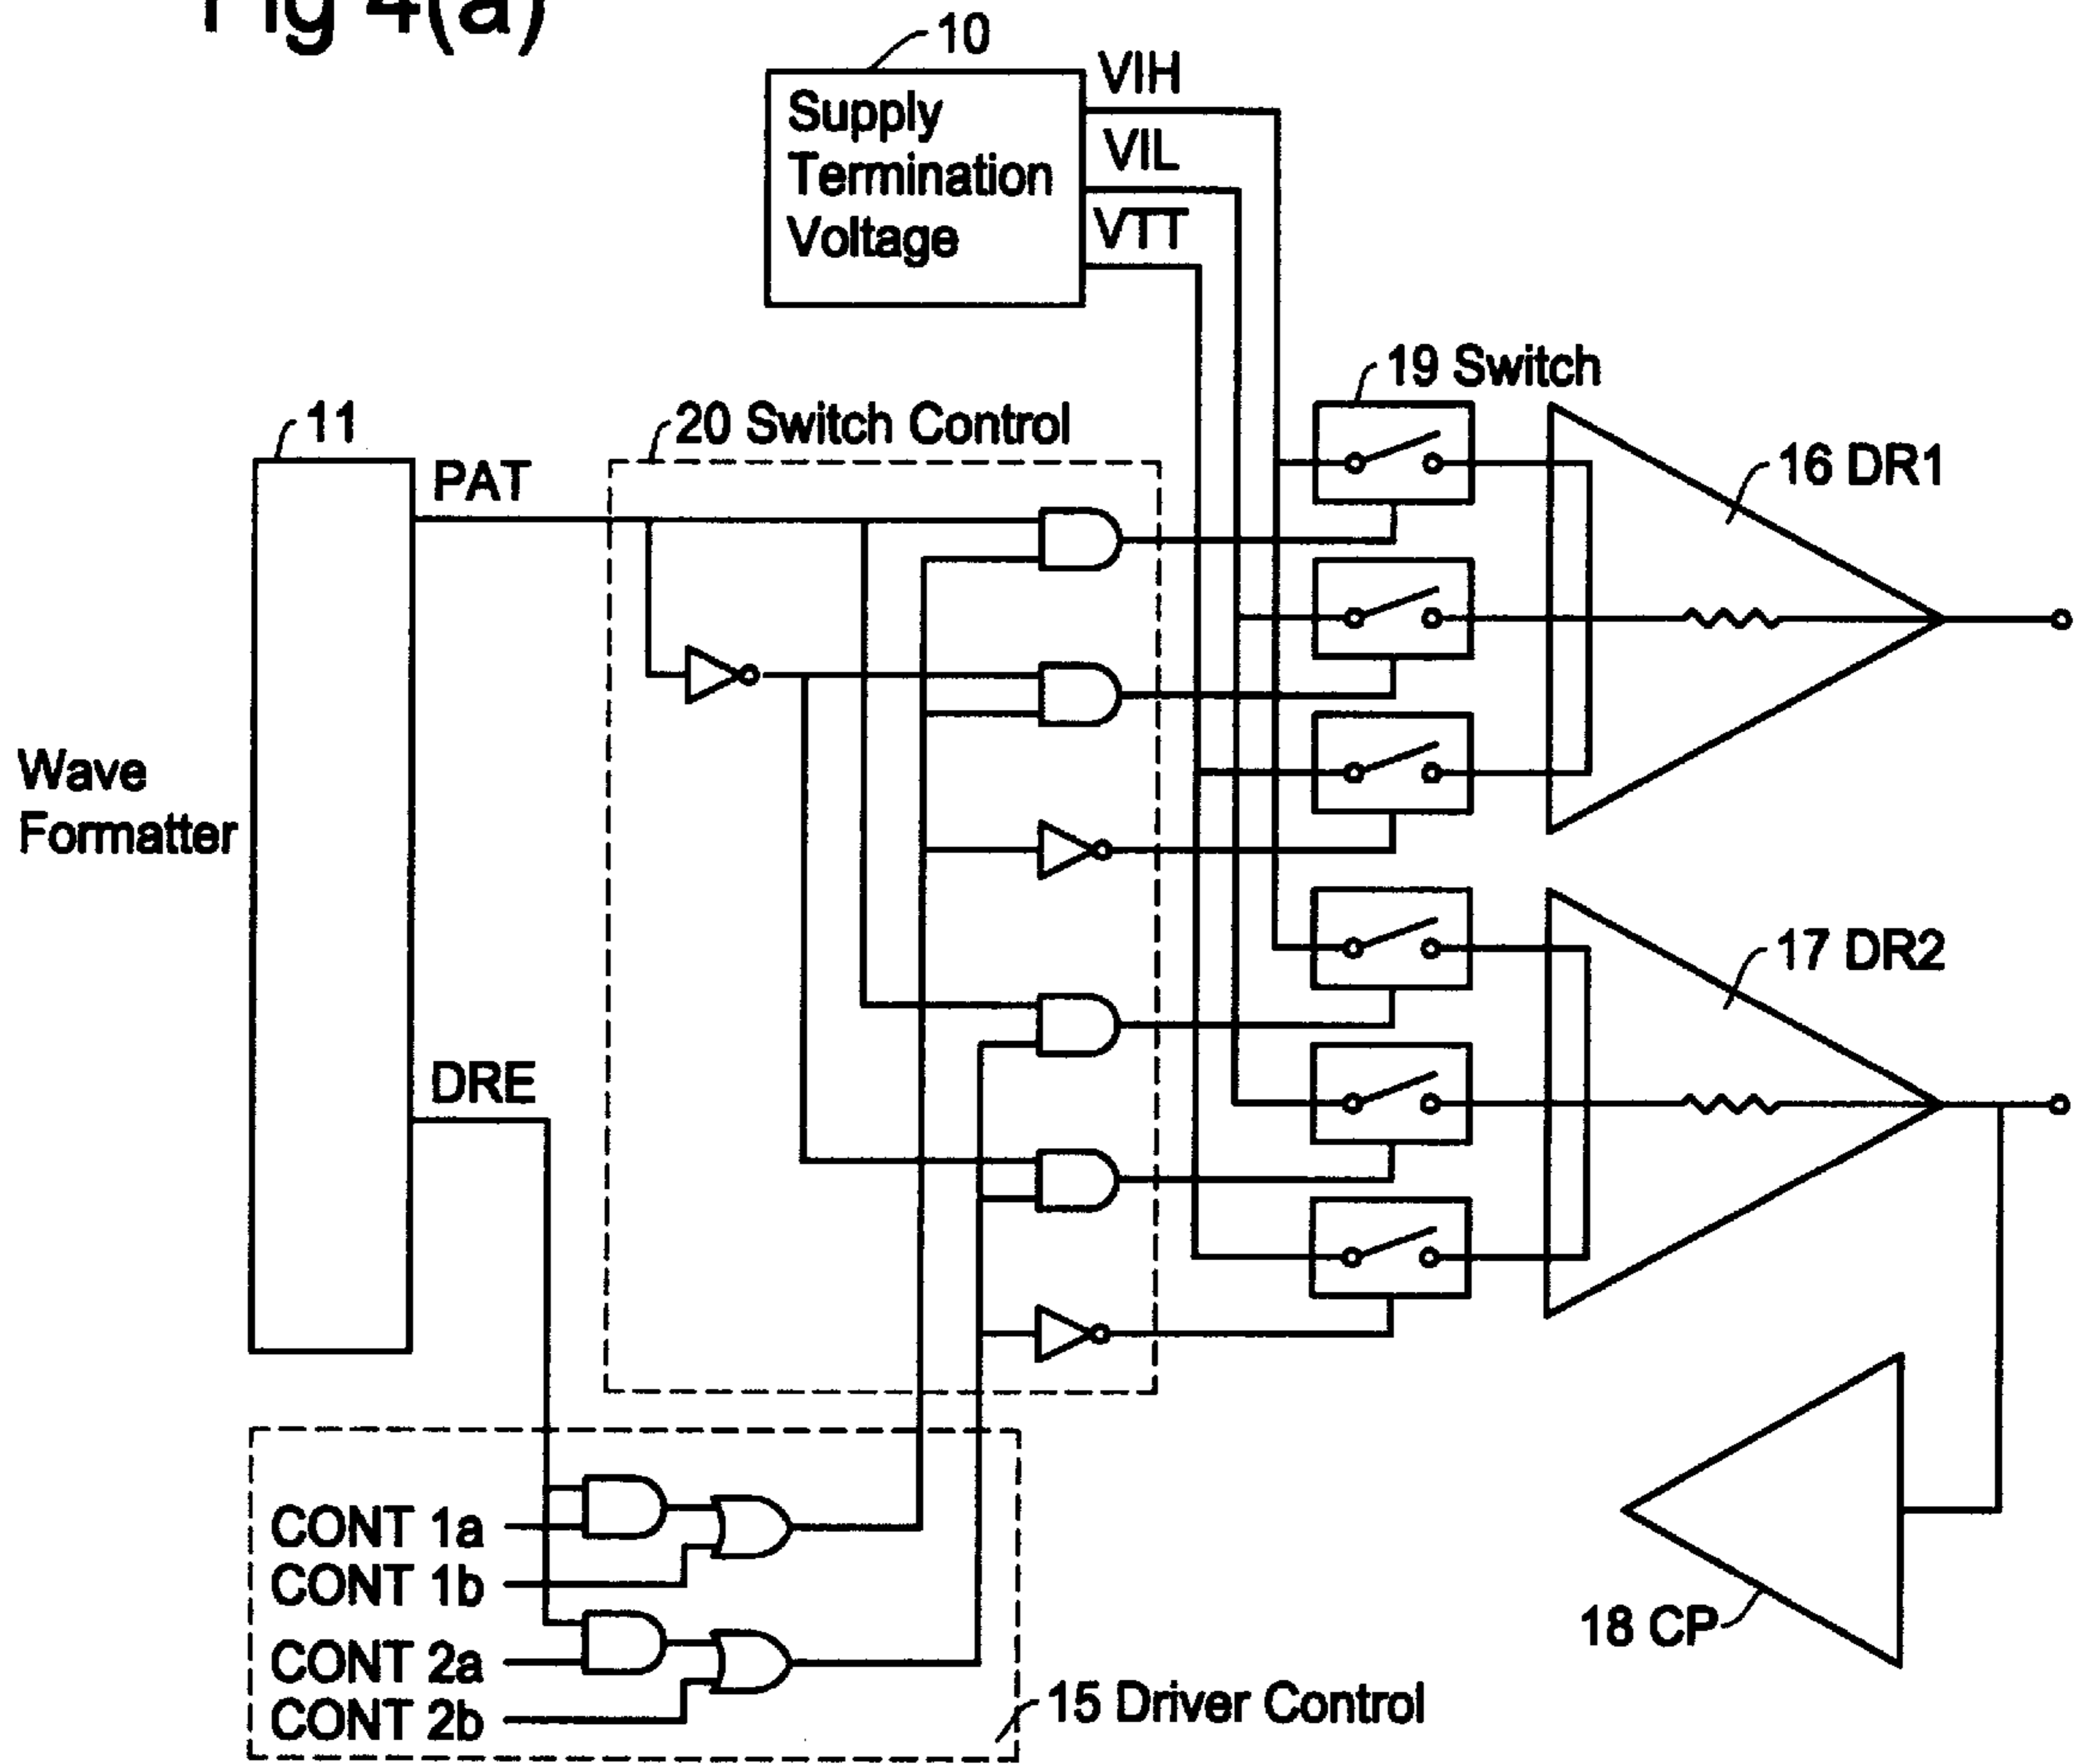 Fig 4(a)
10
VIH
Supply
Termination
Voltage
VIL
VTT
19 Switch
11
20 Switch Control
PAT
16 DR1
Wave
Formatter
17 DR2
DRE
CONT 1a
CONT 1b
CONT 2a
CONT 2b
18 CP
15 Driver Control